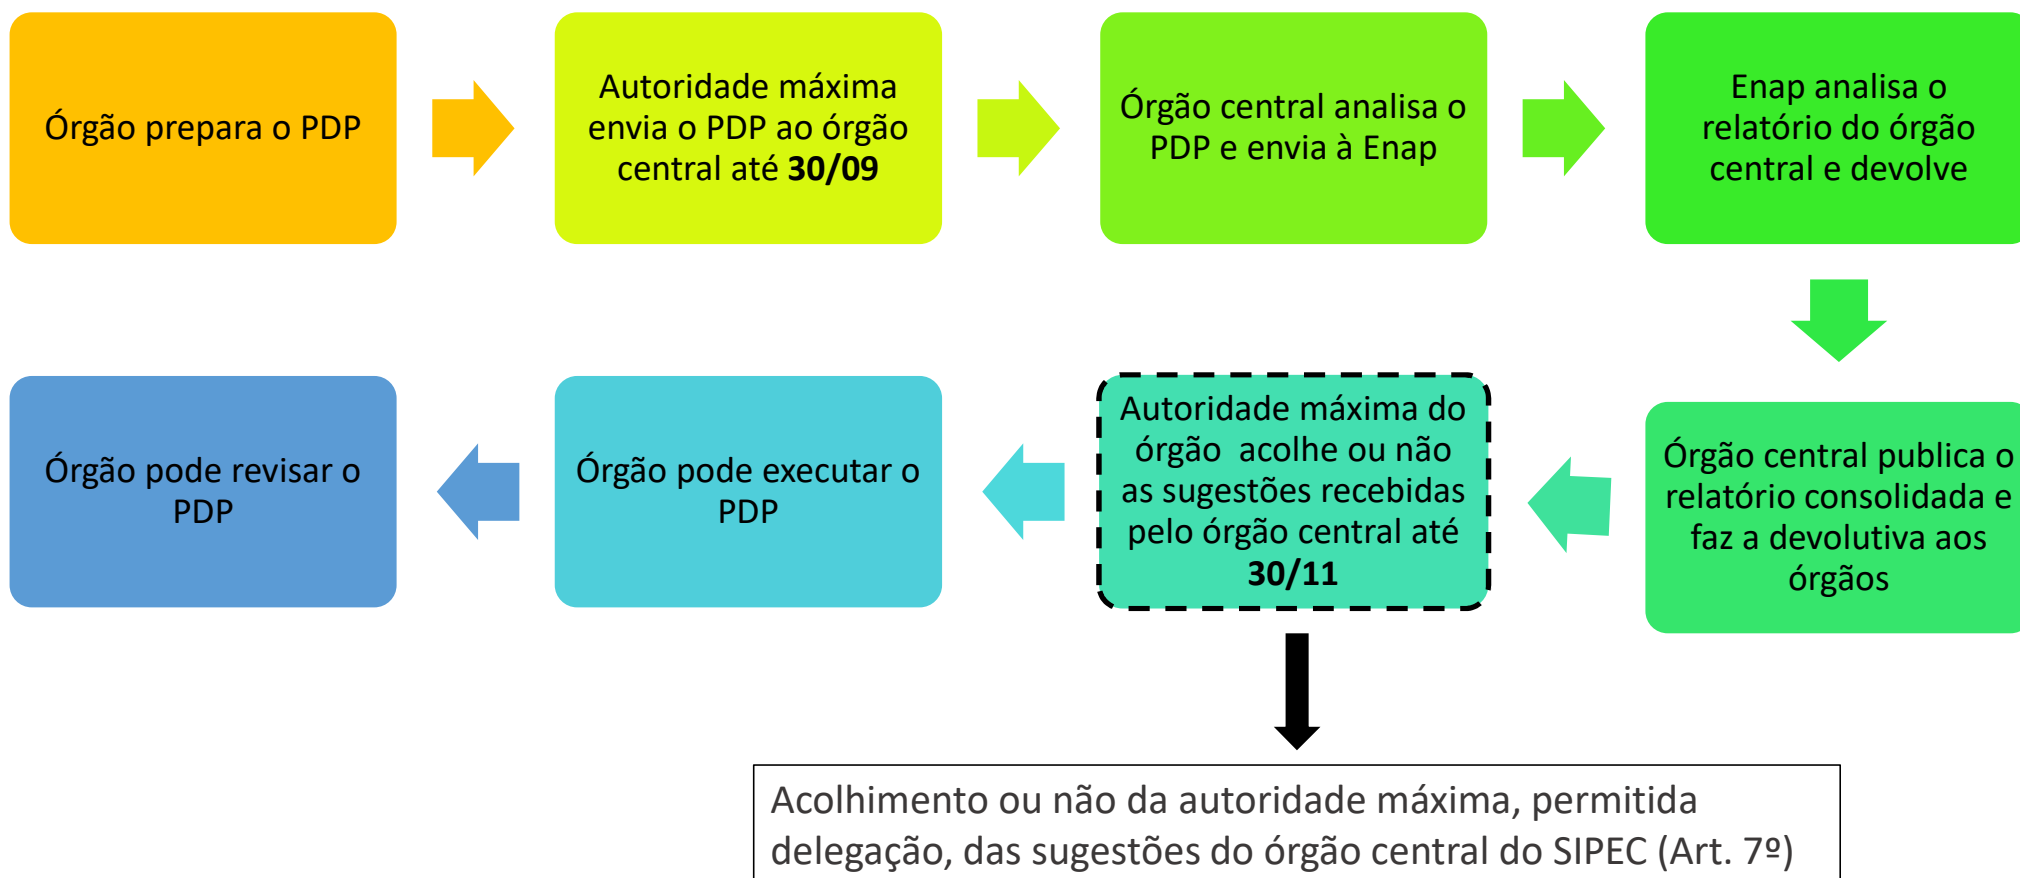 Órgão prepara o PDP
Autoridade máxima
envia o PDP ao órgão
central até 30/09
Órgão central analisa o
PDP e envia à Enap
Enap analisa o
relatório do órgão
central e devolve
Órgão central publica o
relatório consolidada e
faz a devolutiva aos
órgãos
Autoridade máxima do
órgão  acolhe ou não
as sugestões recebidas
pelo órgão central até
30/11
Órgão pode executar o
PDP
Órgão pode revisar o
PDP
Acolhimento ou não da autoridade máxima, permitida
delegação, das sugestões do órgão central do SIPEC (Art. 7º)